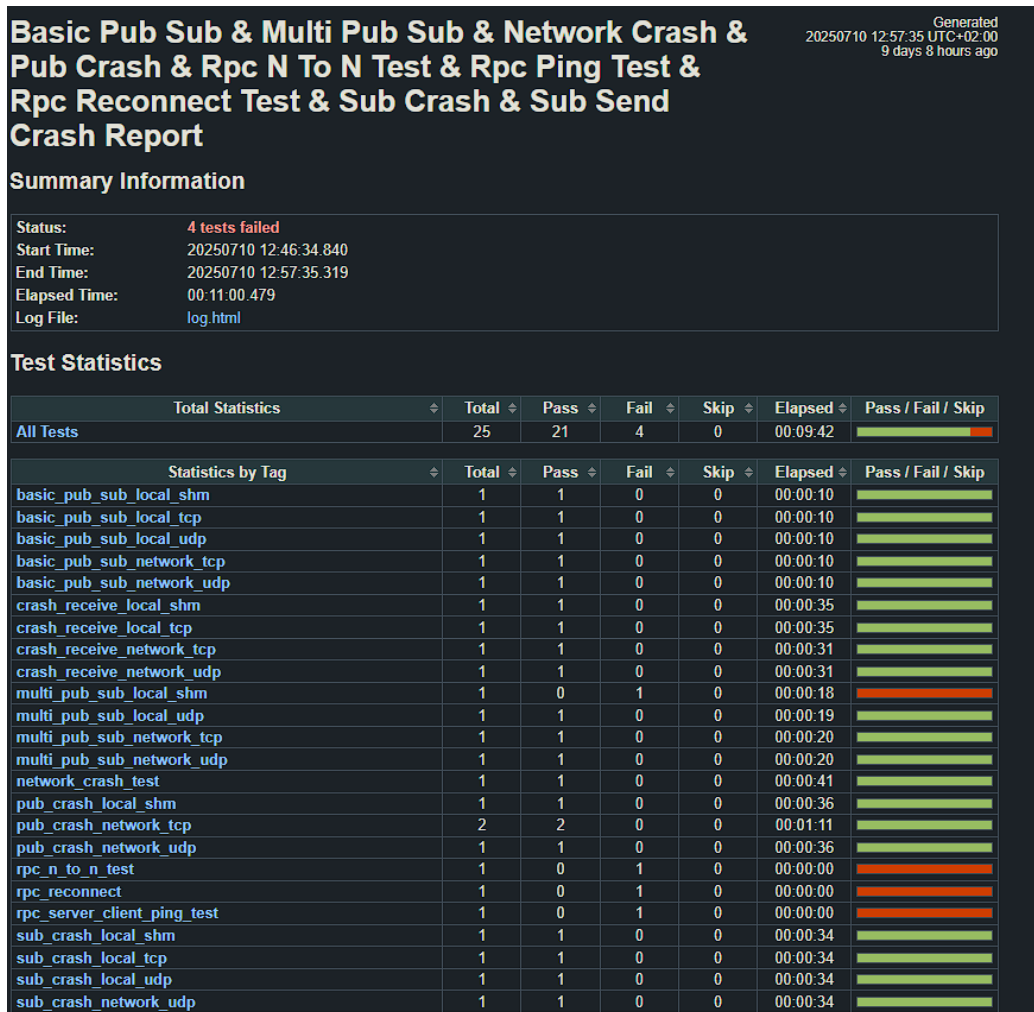 Basic Pub Sub & Multi Pub Sub & Network Crash &
Pub Crash & Rpc N To N Test & Rpc Ping Test &
Rpc Reconnect Test & Sub Crash & Sub Send
Crash Report
Generated
20250710 12:57:35 UTC+02:00
9 days 8 hours ago
Summary Information
Status: 4 tests failed
Start Time: 20250710 12:46:34.840
End Time: 20250710 12:57:35.319
Elapsed Time: 00:11:00.479
Log File: log.html
Test Statistics
Total Statistics Total Pass Fail Skip Elapsed Pass / Fail / Skip
All Tests 25 21 4 0 00:09:42
Statistics by Tag Total Pass Fail Skip Elapsed Pass / Fail / Skip
basic_pub_sub_local_shm 1 1 0 0 00:00:10
basic_pub_sub_local_tcp 1 1 0 0 00:00:10
basic_pub_sub_local_udp 1 1 0 0 00:00:10
basic_pub_sub_network_tcp 1 1 0 0 00:00:10
basic_pub_sub_network_udp 1 1 0 0 00:00:10
crash_receive_local_shm 1 1 0 0 00:00:35
crash_receive_local_tcp 1 1 0 0 00:00:35
crash_receive_network_tcp 1 1 0 0 00:00:31
crash_receive_network_udp 1 1 0 0 00:00:31
multi_pub_sub_local_shm 1 0 1 0 00:00:18
multi_pub_sub_local_udp 1 1 0 0 00:00:19
multi_pub_sub_network_tcp 1 1 0 0 00:00:20
multi_pub_sub_network_udp 1 1 0 0 00:00:20
network_crash_test 1 1 0 0 00:00:41
pub_crash_local_shm 1 1 0 0 00:00:36
pub_crash_network_tcp 2 2 0 0 00:01:11
pub_crash_network_udp 1 1 0 0 00:00:36
rpc_n_to_n_test 1 0 1 0 00:00:00
rpc_reconnect 1 0 1 0 00:00:00
rpc_server_client_ping_test 1 0 1 0 00:00:00
sub_crash_local_shm 1 1 0 0 00:00:34
sub_crash_local_tcp 1 1 0 0 00:00:34
sub_crash_local_udp 1 1 0 0 00:00:34
sub_crash_network_udp 1 1 0 0 00:00:34